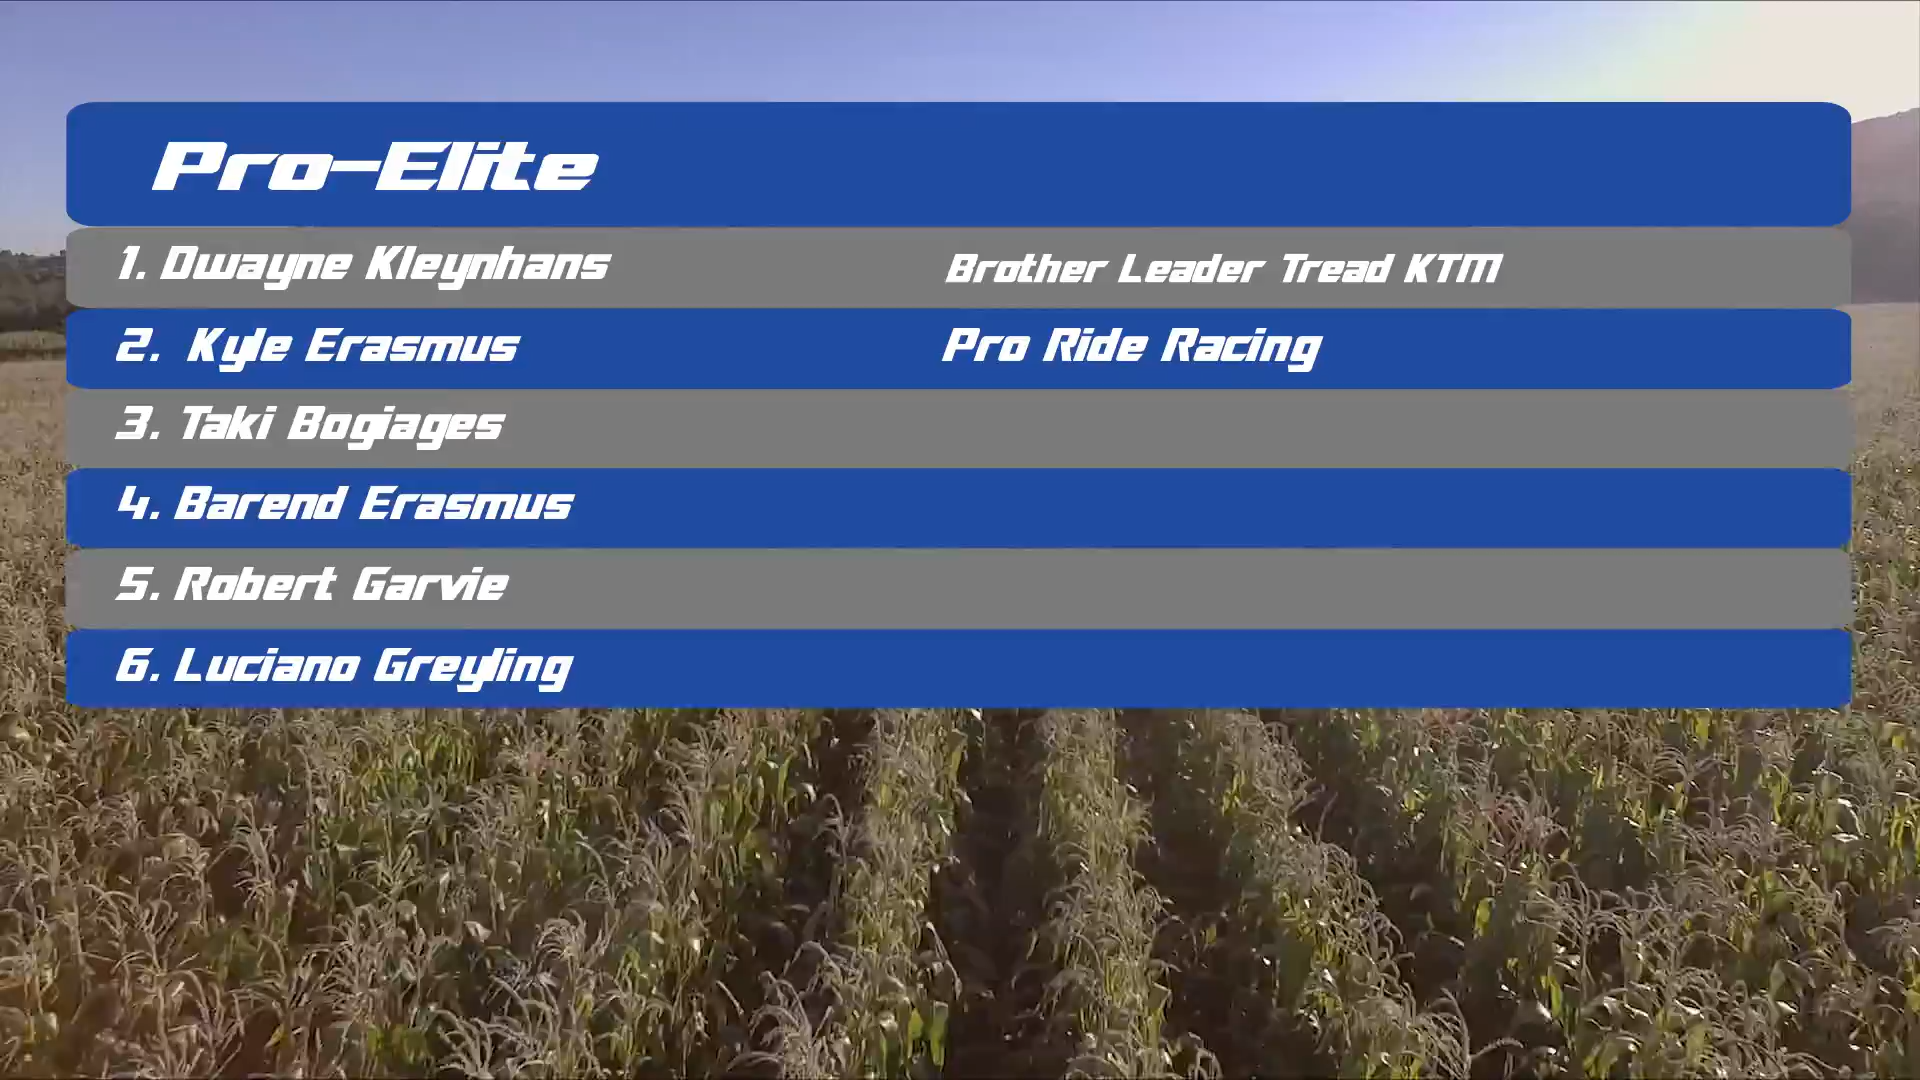 Pro-Elite
1. Dwayne Kleynhans Brother Leader Tread KTM
2. Kyle Erasmus Pro Ride Racing
3. Taki Bogiages
4. Barend Erasmus
5. Robert Garvie
6. Luciano Greyling